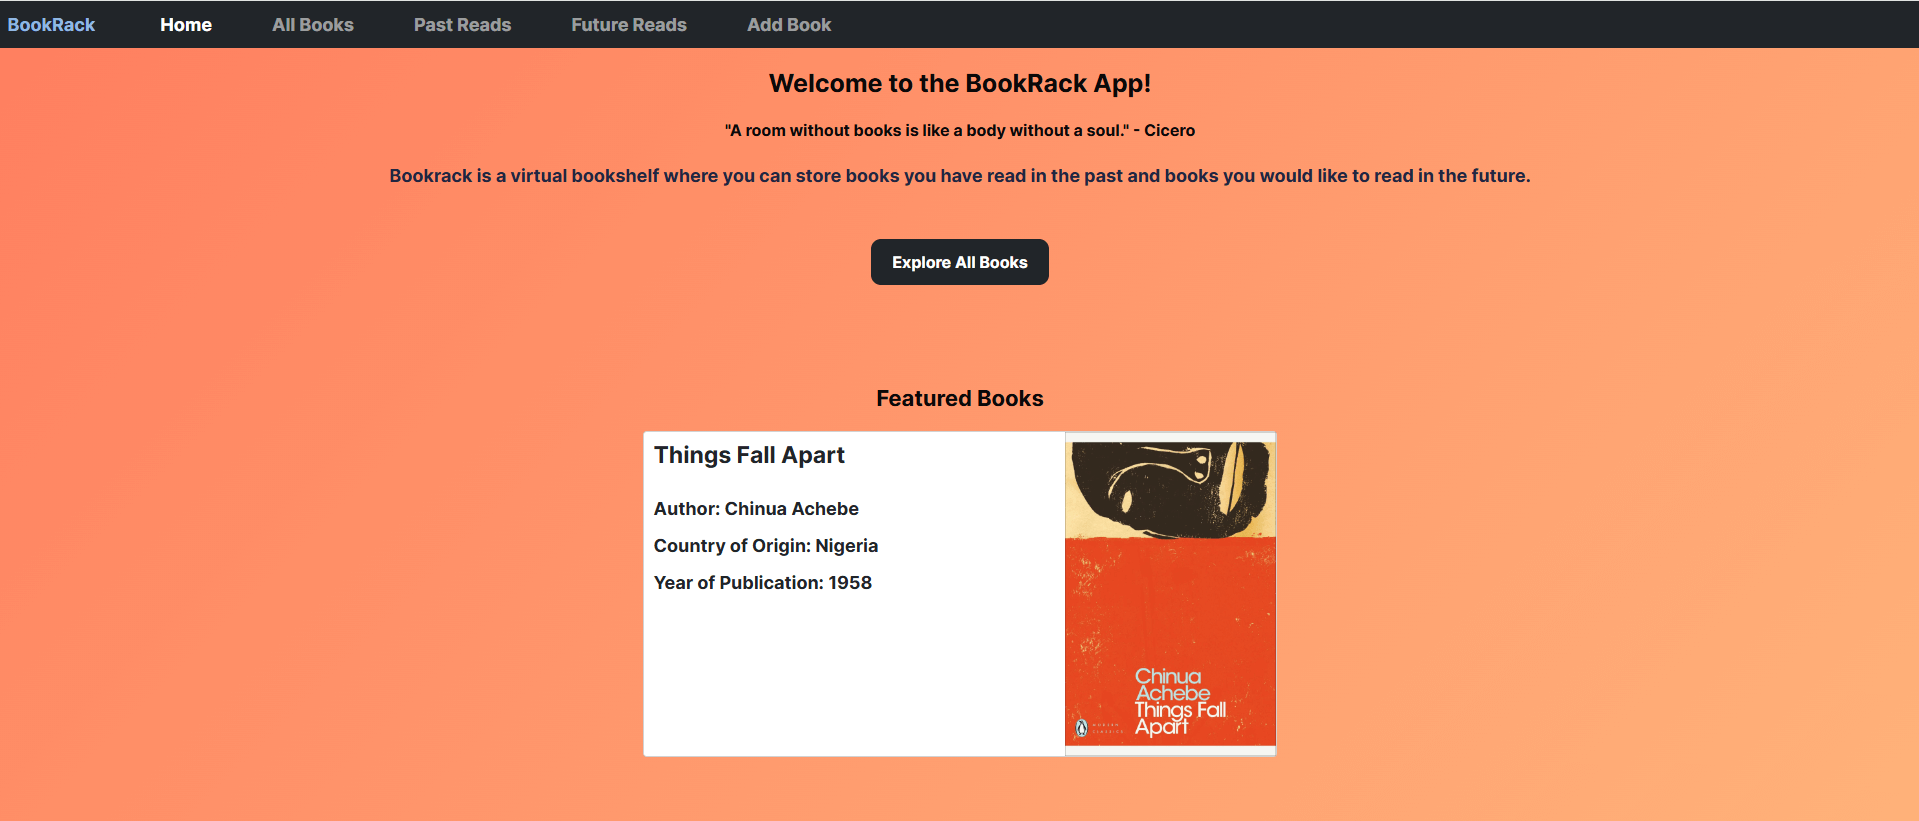 BookRack Home All Books Past Reads Future Reads Add Book
Welcome to the BookRack App!
"A room without books is like a body without a soul." - Cicero
Bookrack is a virtual bookshelf where you can store books you have read in the past and books you would like to read in the future.
Explore All Books
Featured Books
Things Fall Apart
Author: Chinua Achebe
Country of Origin: Nigeria
Year of Publication: 1958
Chinua
Achebe
Things Fall
Apart
MODERN
CLASSICS